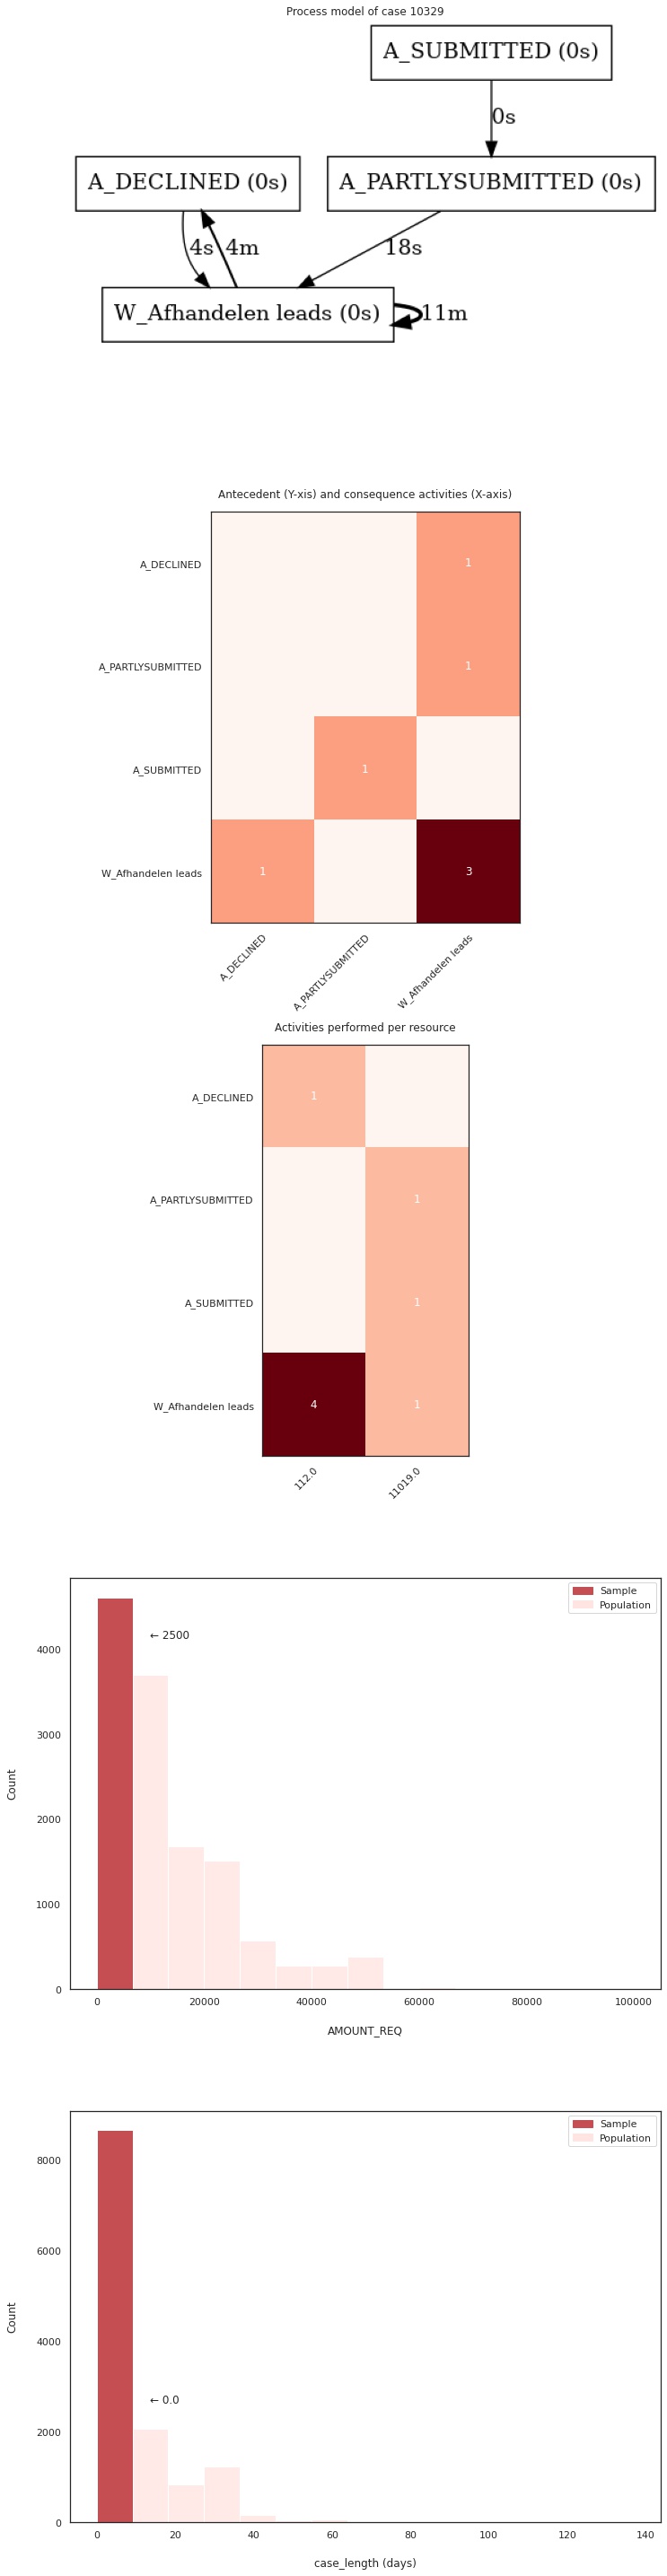 Process model of case 10329
A_SUBMITTED (0s)
0s
A_DECLINED (0s)
A_PARTLYSUBMITTED (0s)
4s
4m
18s
W_Afhandelen leads (0s)
11m
Antecedent (Y-xis) and consequence activities (X-axis)
A_DECLINED
1
A_PARTLYSUBMITTED
1
A_SUBMITTED
1
W_Afhandelen leads
1
3
A_DECLINED
A_PARTLYSUBMITTED
W_Afhandelen leads
Activities performed per resource
A_DECLINED
1
A_PARTLYSUBMITTED
1
A_SUBMITTED
1
W_Afhandelen leads
4
1
112.0
11019.0
Sample
Population
← 2500
4000
3000
2000
1000
0
Count
0
20000
40000
60000
80000
100000
AMOUNT_REQ
Sample
Population
8000
6000
4000
← 0.0
2000
0
Count
0
20
40
60
80
100
120
140
case_length (days)